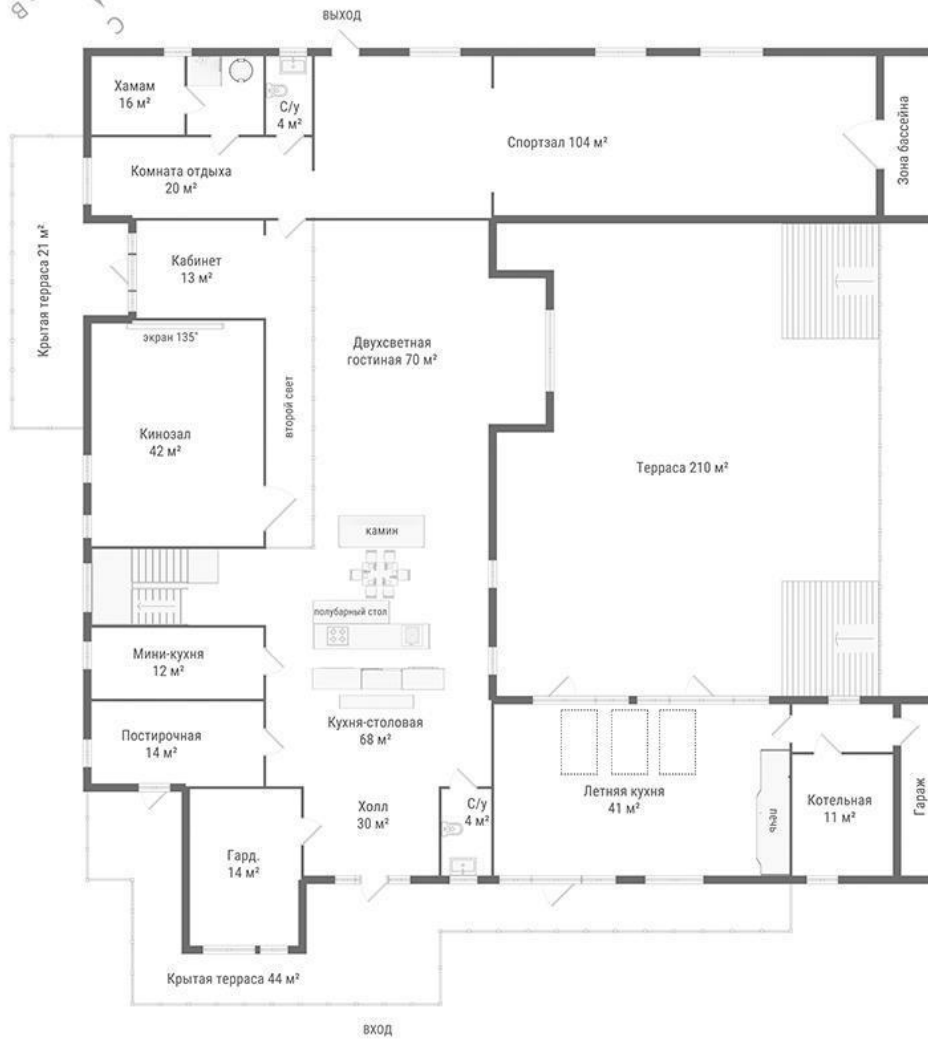 В
С
ВЫХОД
Хамам
16 м²
С/у
4 м²
Спортзал 104 м²
Зона бассейна
Комната отдыха
20 м²
Крытая терраса 21 м²
Кабинет
13 м²
экран 135"
Двухсветная
гостиная 70 м²
второй свет
Кинозал
42 м²
Терраса 210 м²
камин
полубарный стол
Мини-кухня
12 м²
Кухня-столовая
68 м²
Постирочная
14 м²
Холл
30 м²
С/у
4 м²
Летняя кухня
41 м²
печь
Котельная
11 м²
Гараж
Гард.
14 м²
Крытая терраса 44 м²
ВХОД